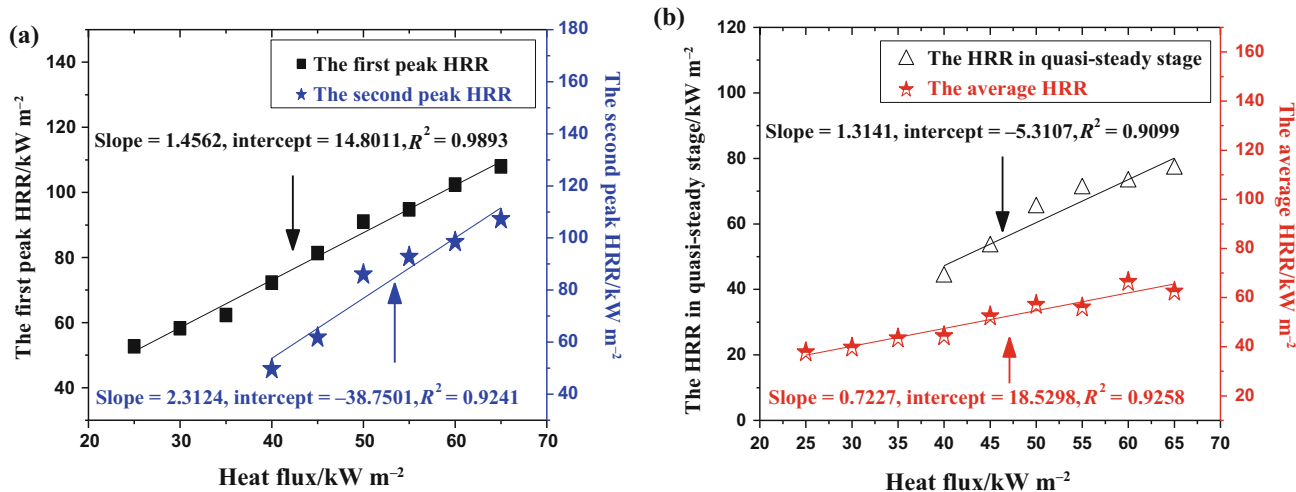 (a)
The first peak HRR/kW m⁻²
140
120
100
80
60
40
The first peak HRR
The second peak HRR
Slope = 1.4562, intercept = 14.8011, R² = 0.9893
Slope = 2.3124, intercept = –38.7501, R² = 0.9241
180
160
140
120
100
80
60
40
The second peak HRR/kW m⁻²
20 30 40 50 60 70
Heat flux/kW m⁻²
(b)
The HRR in quasi-steady stage/kW m⁻²
120
100
80
60
40
20
0
The HRR in quasi-steady stage
The average HRR
Slope = 1.3141, intercept = –5.3107, R² = 0.9099
Slope = 0.7227, intercept = 18.5298, R² = 0.9258
160
140
120
100
80
60
40
20
The average HRR/kW m⁻²
20 25 30 35 40 45 50 55 60 65 70
Heat flux/kW m⁻²